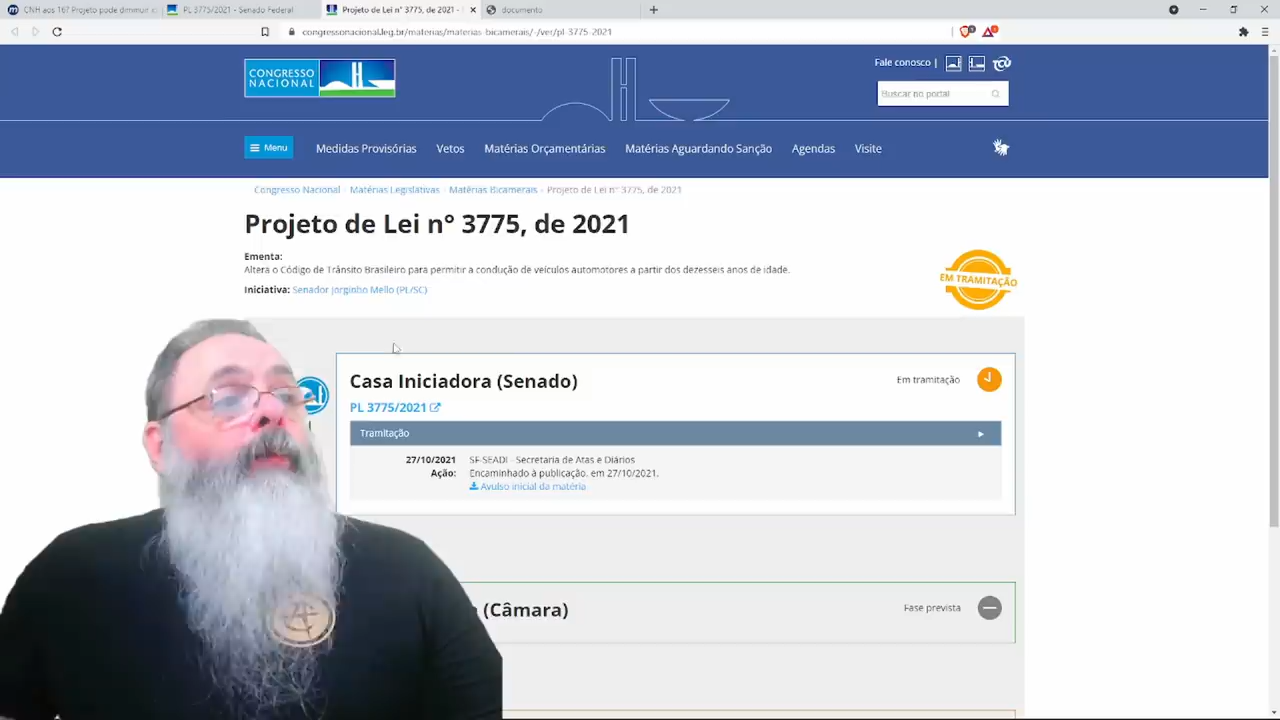 CNH aos 16? Projeto pode diminuir
PL 3775/2021 - Senado Federal
Projeto de Lei n° 3775, de 2021 -
documento
congressonacional.leg.br/materias/materias-bicamerais/-/ver/pl-3775-2021
CONGRESSO
NACIONAL
Fale conosco |
Buscar no portal
Menu
Medidas Provisórias
Vetos
Matérias Orçamentárias
Matérias Aguardando Sanção
Agendas
Visite
Congresso Nacional
Matérias Legislativas
Matérias Bicamerais
Projeto de Lei n° 3775, de 2021
Projeto de Lei n° 3775, de 2021
Ementa:
Altera o Código de Trânsito Brasileiro para permitir a condução de veículos automotores a partir dos dezesseis anos de idade.
Iniciativa: Senador Jorginho Mello (PL/SC)
EM TRAMITAÇÃO
Casa Iniciadora (Senado)
Em tramitação
PL 3775/2021
Tramitação
27/10/2021 SF-SEADI - Secretaria de Atas e Diários
Ação: Encaminhado à publicação. em 27/10/2021.
Avulso inicial da matéria
(Câmara)
Fase prevista